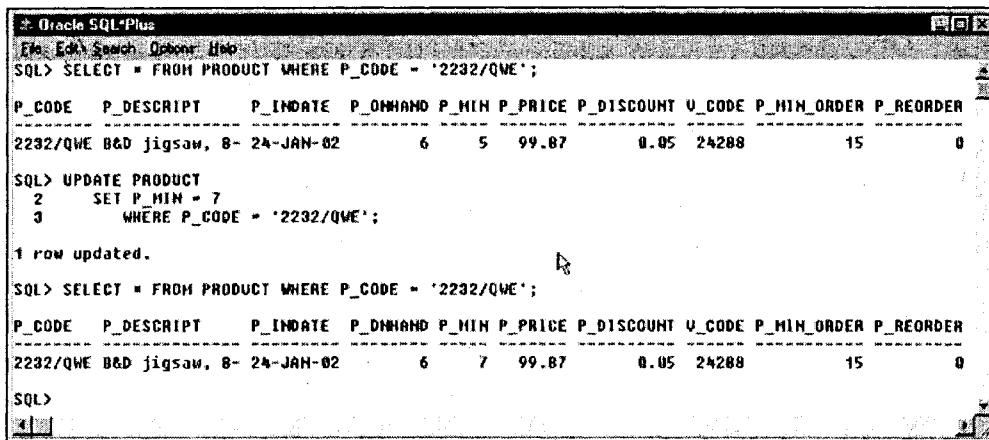 Oracle SQL*Plus
File Edit Search Options Help
SQL> SELECT * FROM PRODUCT WHERE P_CODE = '2232/QWE';
P_CODE P_DESCRIPT P_INDATE P_ONHAND P_MIN P_PRICE P_DISCOUNT V_CODE P_MIN_ORDER P_REORDER
-------- -------------- --------- -------- ----- ------- ---------- ------ ----------- ---------
2232/QWE B&D jigsaw, 8- 24-JAN-02 6 5 99.87 0.05 24288 15 0
SQL> UPDATE PRODUCT
2 SET P_MIN = 7
3 WHERE P_CODE = '2232/QWE';
1 row updated.
SQL> SELECT * FROM PRODUCT WHERE P_CODE = '2232/QWE';
P_CODE P_DESCRIPT P_INDATE P_ONHAND P_MIN P_PRICE P_DISCOUNT V_CODE P_MIN_ORDER P_REORDER
-------- -------------- --------- -------- ----- ------- ---------- ------ ----------- ---------
2232/QWE B&D jigsaw, 8- 24-JAN-02 6 7 99.87 0.05 24288 15 0
SQL>